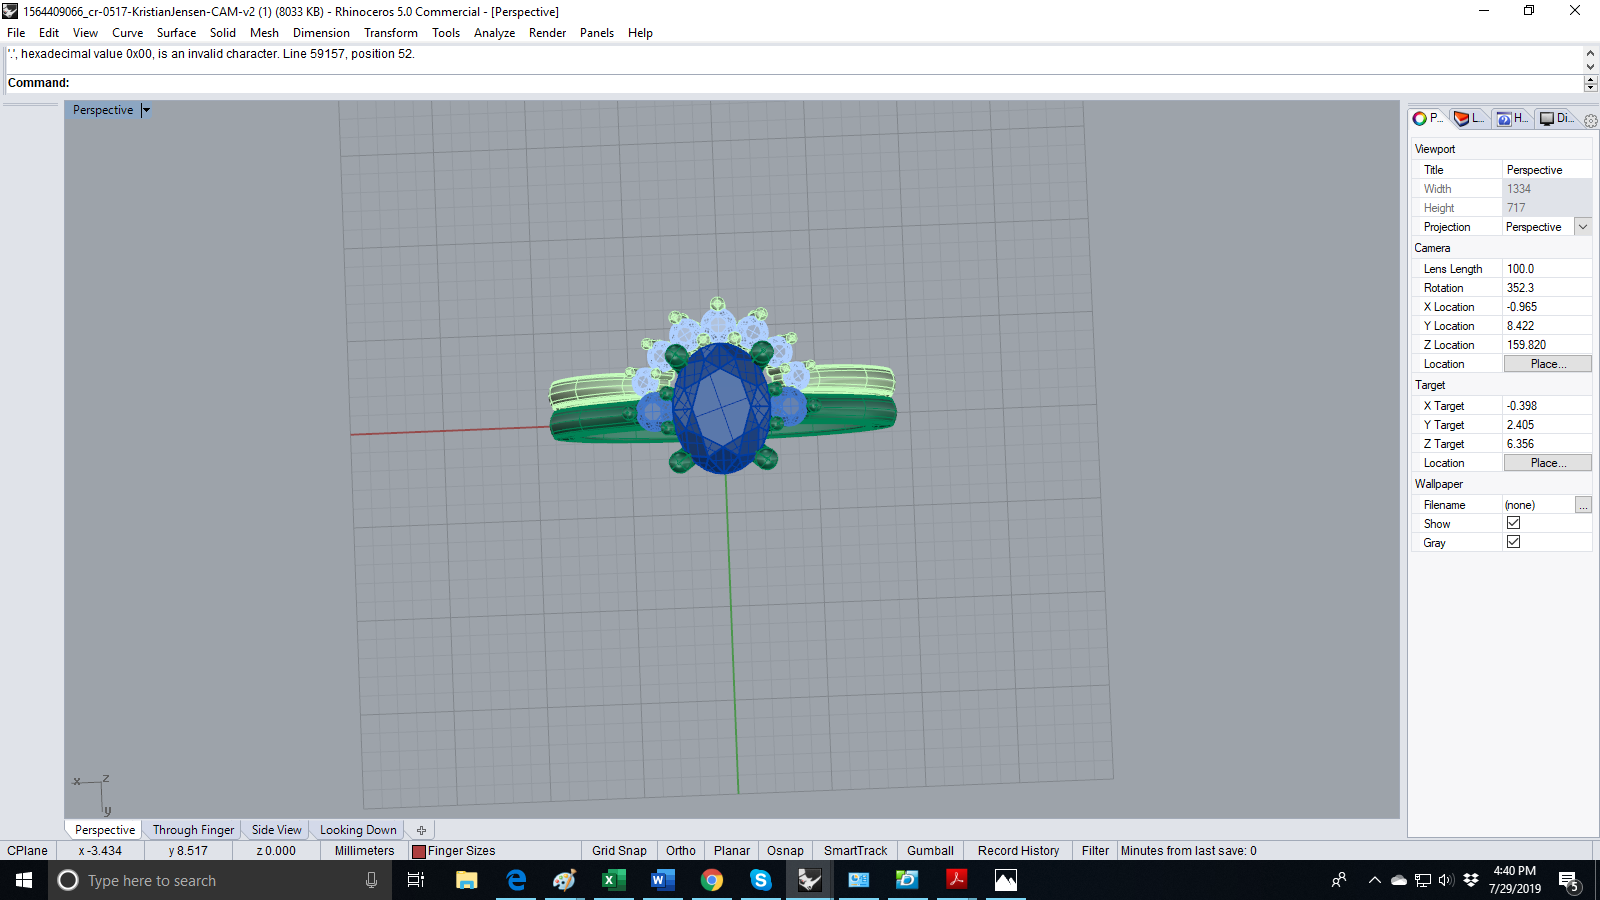 1564409066_cr-0517-KristianJensen-CAM-v2 (1) (8033 KB) - Rhinoceros 5.0 Commercial - [Perspective]
File Edit View Curve Surface Solid Mesh Dimension Transform Tools Analyze Render Panels Help
'.', hexadecimal value 0x00, is an invalid character. Line 59157, position 52.
Command:
Perspective
P... L... H... Di...
Viewport
Title Perspective
Width 1334
Height 717
Projection Perspective
Camera
Lens Length 100.0
Rotation 352.3
X Location -0.965
Y Location 8.422
Z Location 159.820
Location Place...
Target
X Target -0.398
Y Target 2.405
Z Target 6.356
Location Place...
Wallpaper
Filename (none) ...
Show
Gray
x z
y
Perspective Through Finger Side View Looking Down
CPlane x -3.434 y 8.517 z 0.000 Millimeters Finger Sizes Grid Snap Ortho Planar Osnap SmartTrack Gumball Record History Filter Minutes from last save: 0
Type here to search
4:40 PM
7/29/2019
5